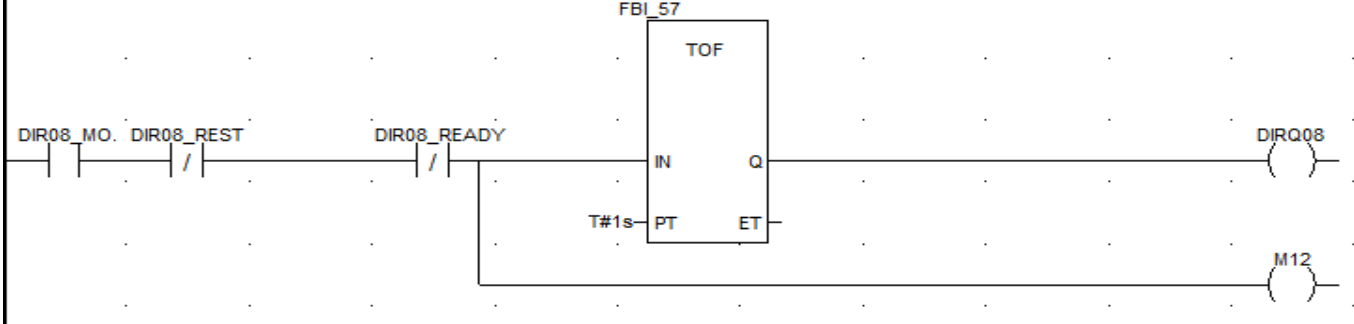 FBI_57
TOF
DIR08_MO. DIR08_REST DIR08_READY DIRQ08
/ /
IN Q
T#1s PT ET
M12